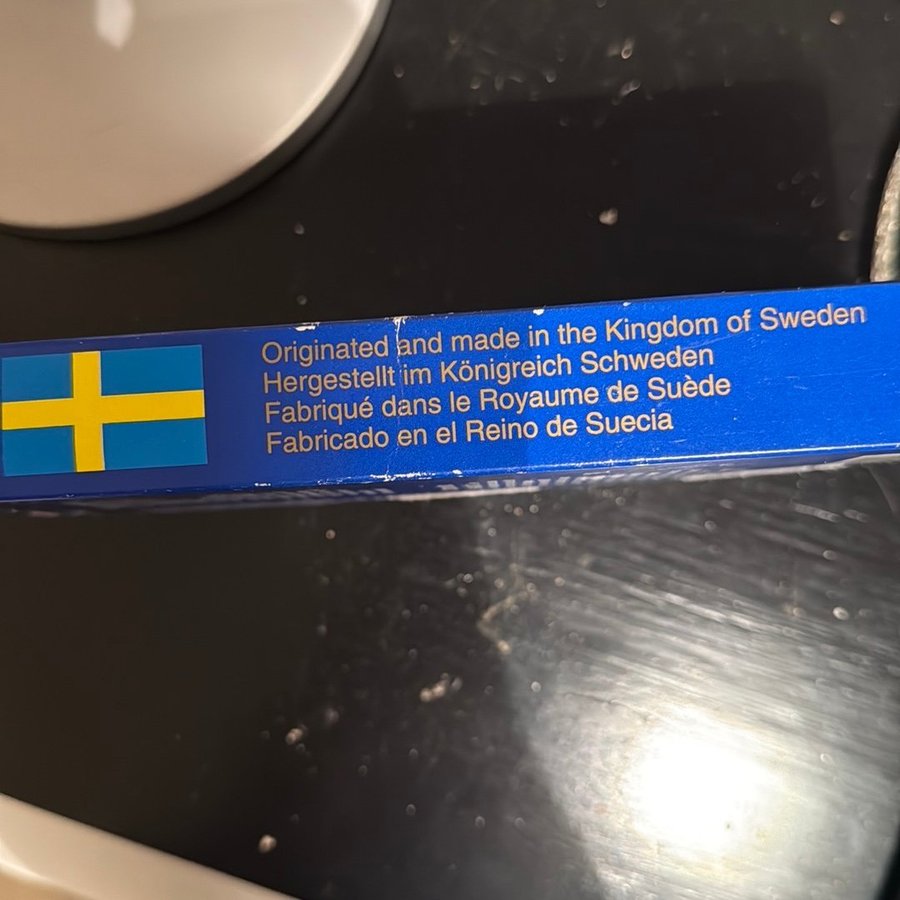 Originated and made in the Kingdom of Sweden
Hergestellt im Königreich Schweden
Fabriqué dans le Royaume de Suède
Fabricado en el Reino de Suecia